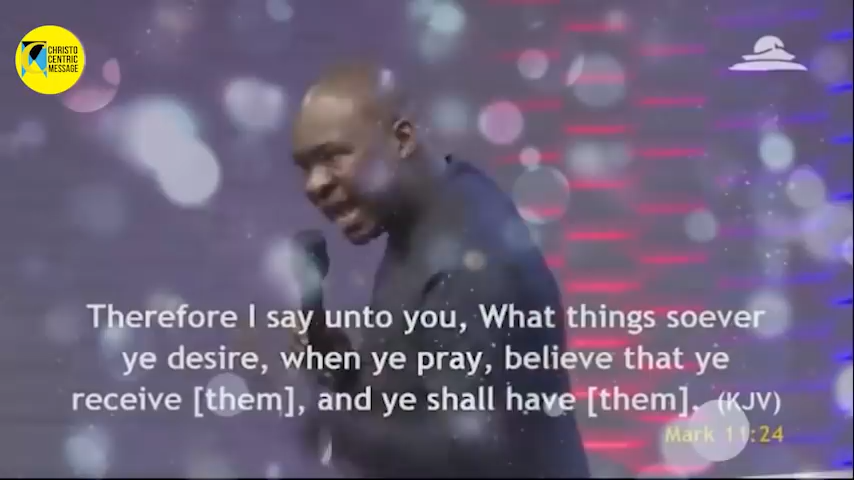 CHRISTO
CENTRIC
MESSAGE
Therefore I say unto you, What things soever
ye desire, when ye pray, believe that ye
receive [them], and ye shall have [them]. (KJV)
Mark 11:24